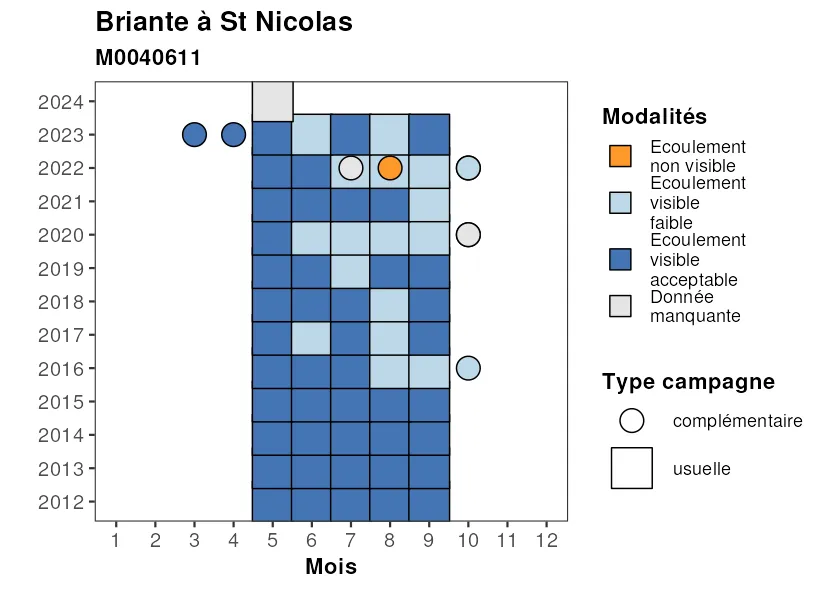 Briante à St Nicolas
M0040611
2024
2023
2022
2021
2020
2019
2018
2017
2016
2015
2014
2013
2012
1 2 3 4 5 6 7 8 9 10 11 12
Mois
Modalités
Ecoulement
non visible
Ecoulement
visible
faible
Ecoulement
visible
acceptable
Donnée
manquante
Type campagne
complémentaire
usuelle